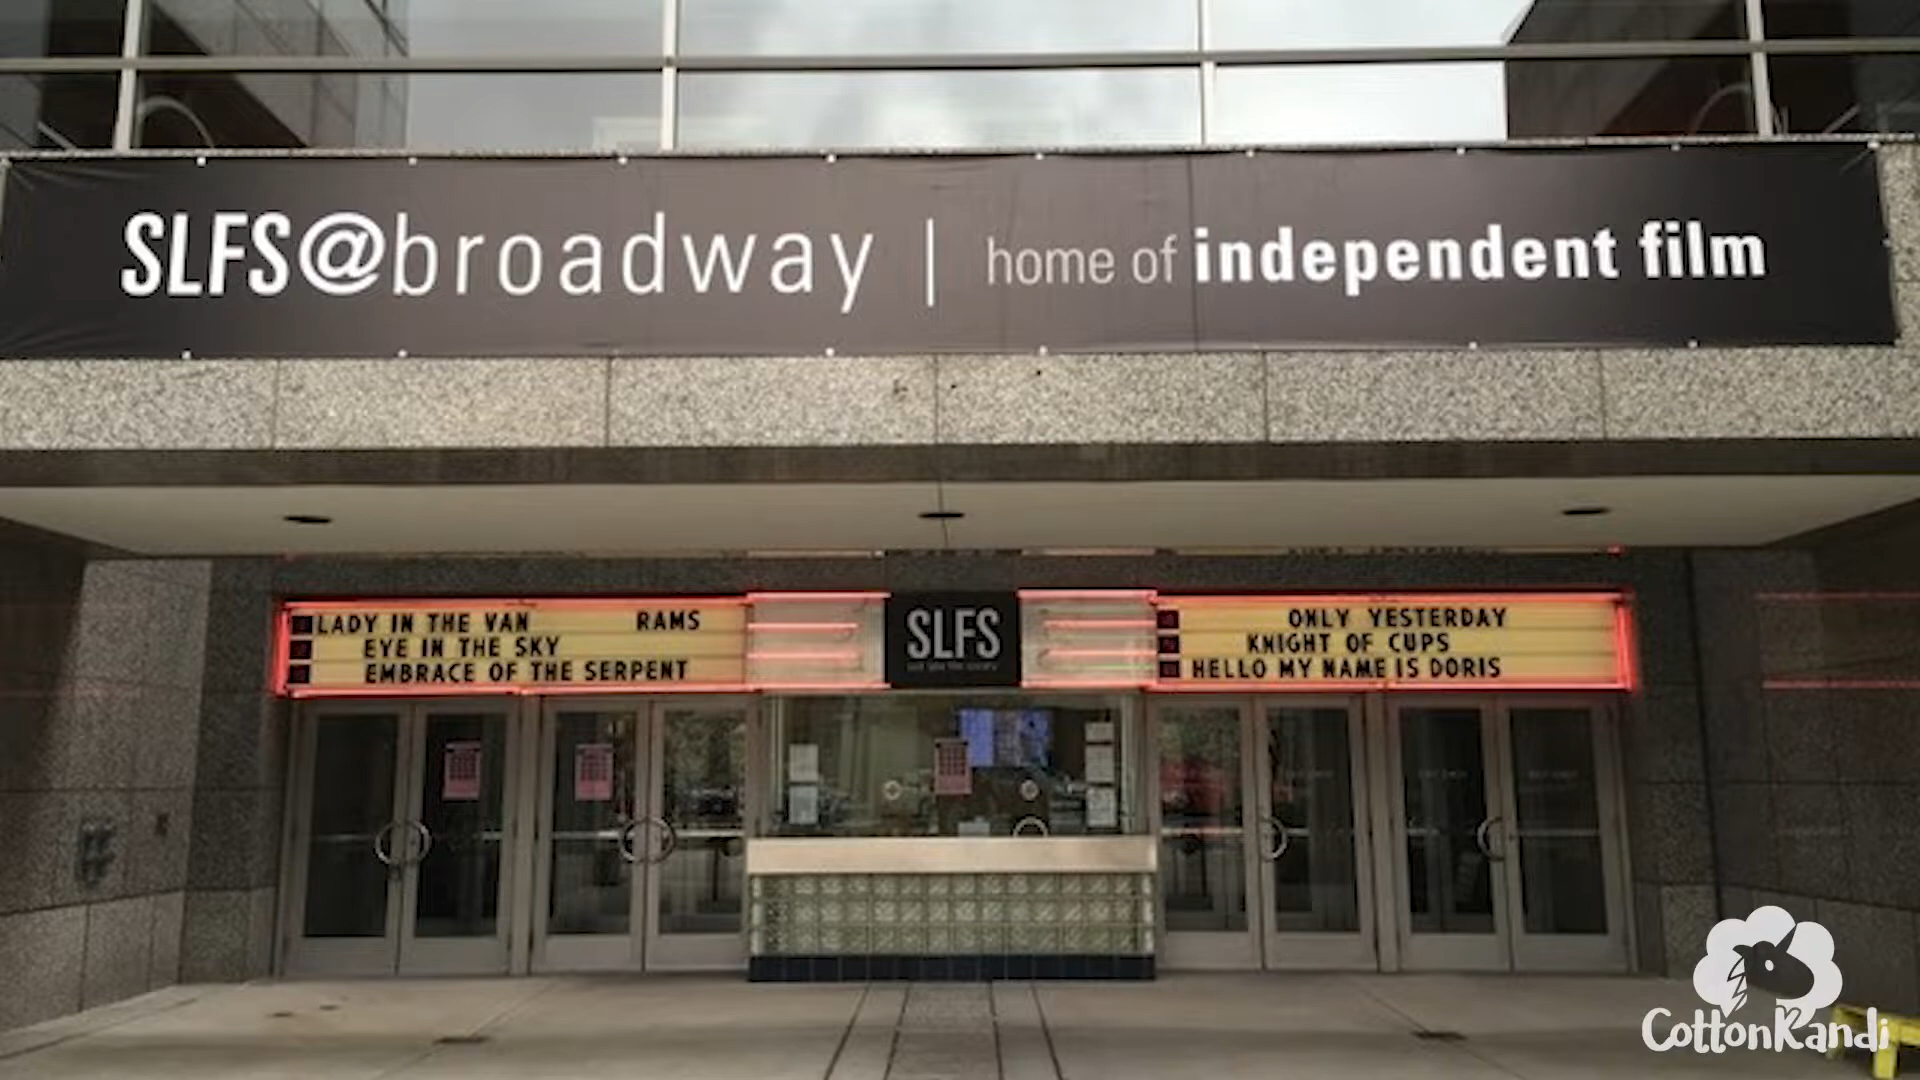 SLFS@broadway | home of independent film
LADY IN THE VAN RAMS
EYE IN THE SKY
EMBRACE OF THE SERPENT
SLFS
ONLY YESTERDAY
KNIGHT OF CUPS
HELLO MY NAME IS DORIS
CottonKandi